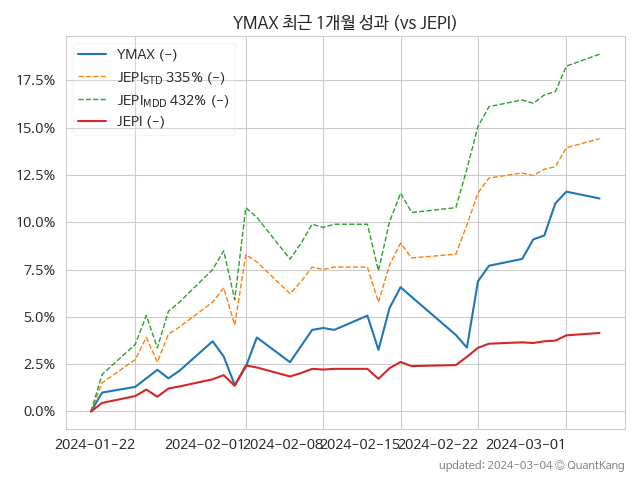 YMAX 최근 1개월 성과 (vs JEPI)
YMAX (-)
JEPISTD 335% (-)
JEPIMDD 432% (-)
JEPI (-)
17.5%
15.0%
12.5%
10.0%
7.5%
5.0%
2.5%
0.0%
2024-01-22 2024-02-01 2024-02-08 2024-02-15 2024-02-22 2024-03-01
updated: 2024-03-04 © QuantKang